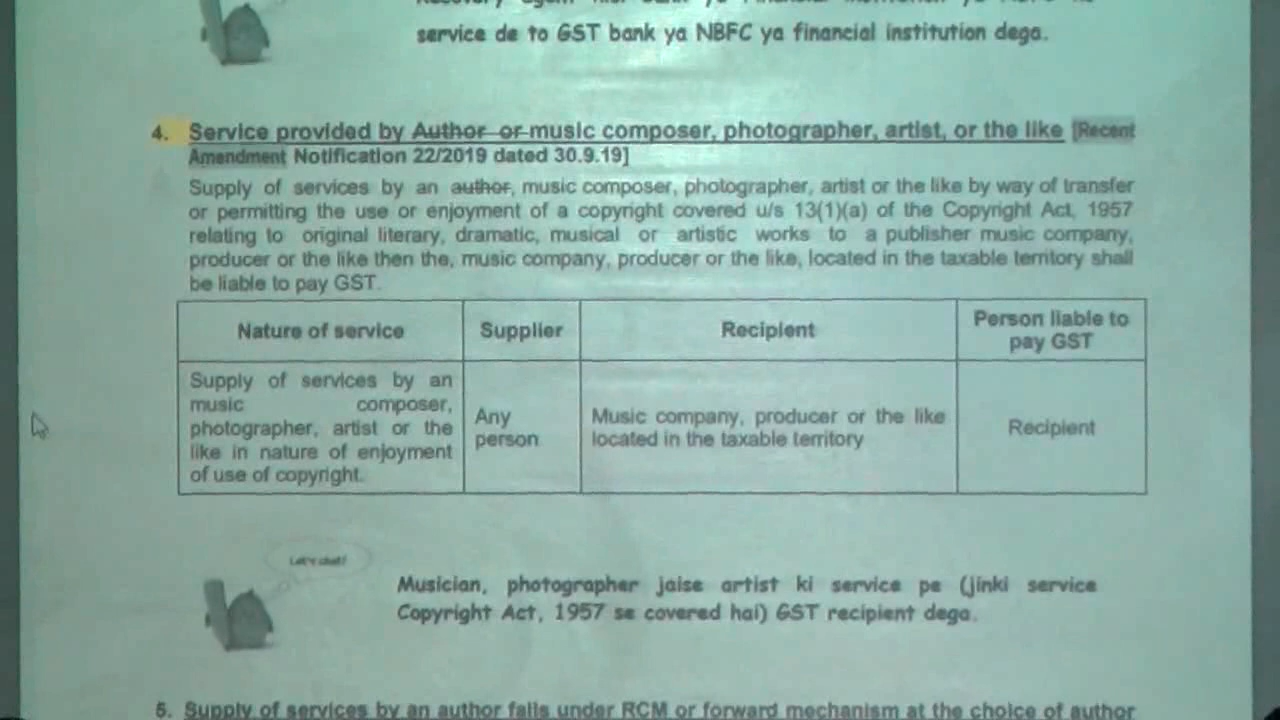 service de to GST bank ya NBFC ya financial institution dega.
4. Service provided by Author or music composer, photographer, artist, or the like [Recent
Amendment Notification 22/2019 dated 30.9.19]
Supply of services by an author, music composer, photographer, artist or the like by way of transfer
or permitting the use or enjoyment of a copyright covered u/s 13(1)(a) of the Copyright Act, 1957
relating to original literary, dramatic, musical or artistic works to a publisher music company,
producer or the like then the, music company, producer or the like, located in the taxable territory shall
be liable to pay GST.
Nature of service
Supplier
Recipient
Person liable to
pay GST
Supply of services by an
music composer,
photographer, artist or the
like in nature of enjoyment
of use of copyright.
Any
person
Music company, producer or the like
located in the taxable territory
Recipient
Let's chat!
Musician, photographer jaise artist ki service pe (jinki service
Copyright Act, 1957 se covered hai) GST recipient dega.
5. Supply of services by an author falls under RCM or forward mechanism at the choice of author